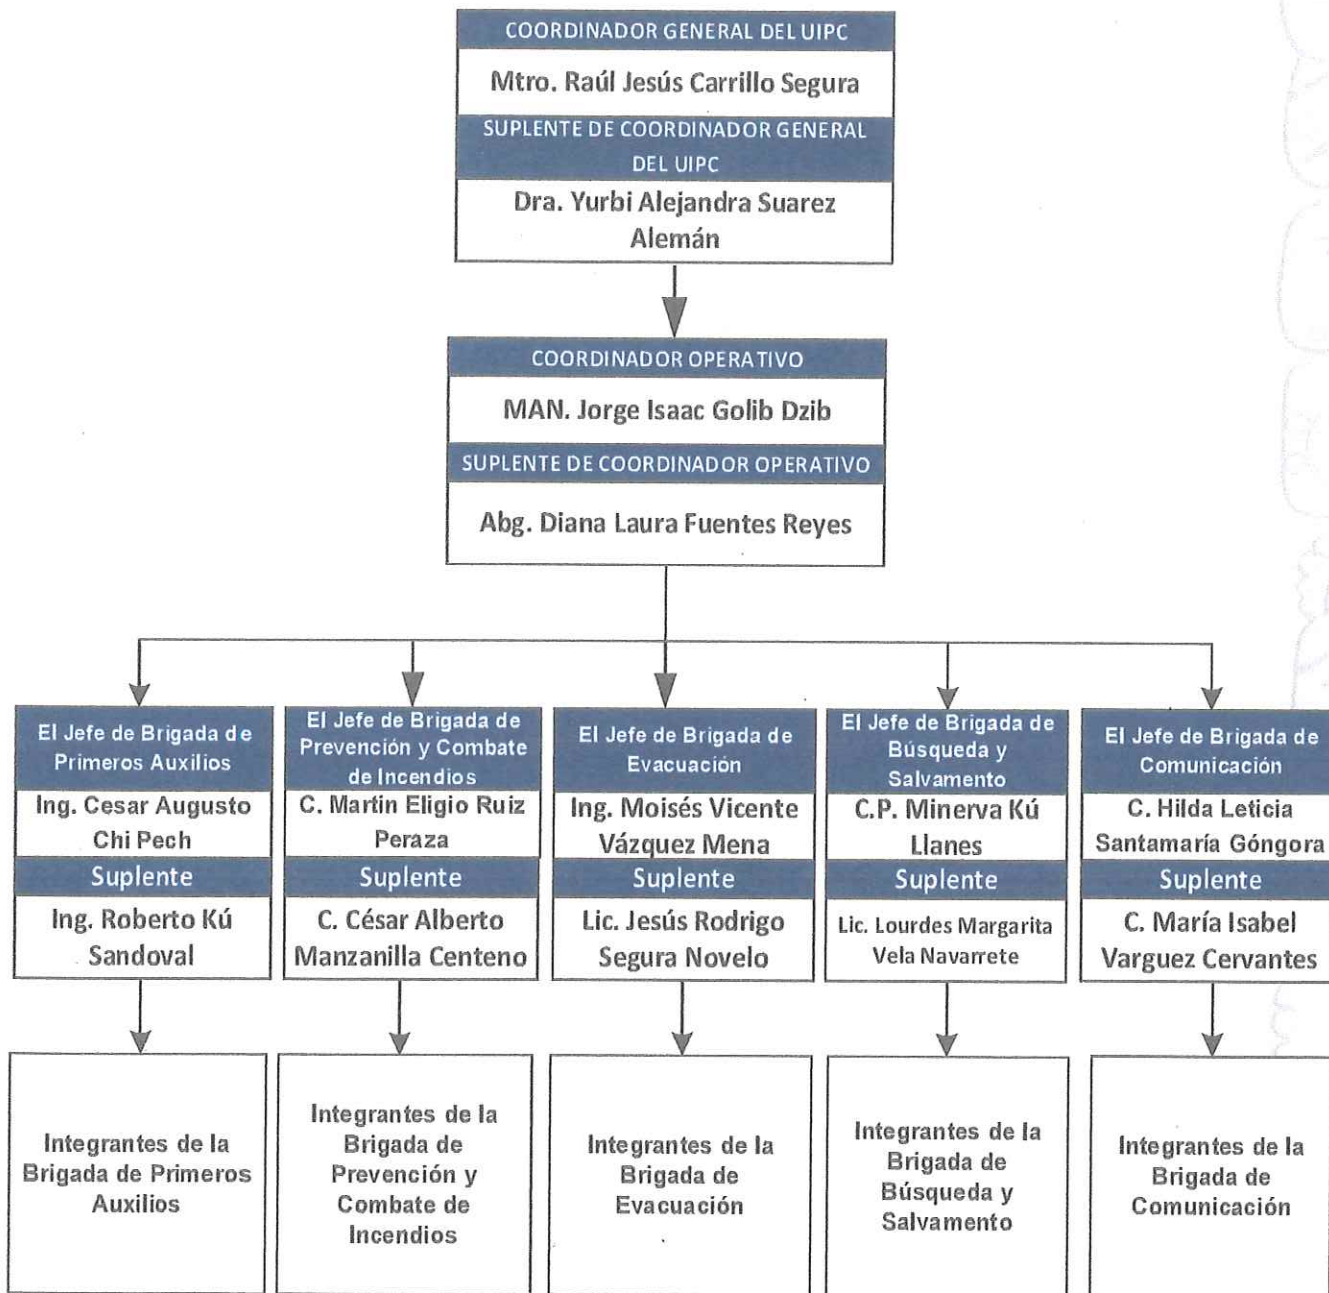 COORDINADOR GENERAL DEL UIPC
Mtro. Raúl Jesús Carrillo Segura
SUPLENTE DE COORDINADOR GENERAL
DEL UIPC
Dra. Yurbi Alejandra Suarez
Alemán
COORDINADOR OPERATIVO
MAN. Jorge Isaac Golib Dzib
SUPLENTE DE COORDINADOR OPERATIVO
Abg. Diana Laura Fuentes Reyes
El Jefe de Brigada de
Primeros Auxilios
Ing. Cesar Augusto
Chi Pech
Suplente
Ing. Roberto Kú
Sandoval
El Jefe de Brigada de
Prevención y Combate
de Incendios
C. Martin Eligio Ruiz
Peraza
Suplente
C. César Alberto
Manzanilla Centeno
El Jefe de Brigada de
Evacuación
Ing. Moisés Vicente
Vázquez Mena
Suplente
Lic. Jesús Rodrigo
Segura Novelo
El Jefe de Brigada de
Búsqueda y
Salvamento
C.P. Minerva Kú
Llanes
Suplente
Lic. Lourdes Margarita
Vela Navarrete
El Jefe de Brigada de
Comunicación
C. Hilda Leticia
Santamaría Góngora
Suplente
C. María Isabel
Varguez Cervantes
Integrantes de la
Brigada de Primeros
Auxilios
Integrantes de la
Brigada de
Prevención y
Combate de
Incendios
Integrantes de la
Brigada de
Evacuación
Integrantes de la
Brigada de
Búsqueda y
Salvamento
Integrantes de la
Brigada de
Comunicación